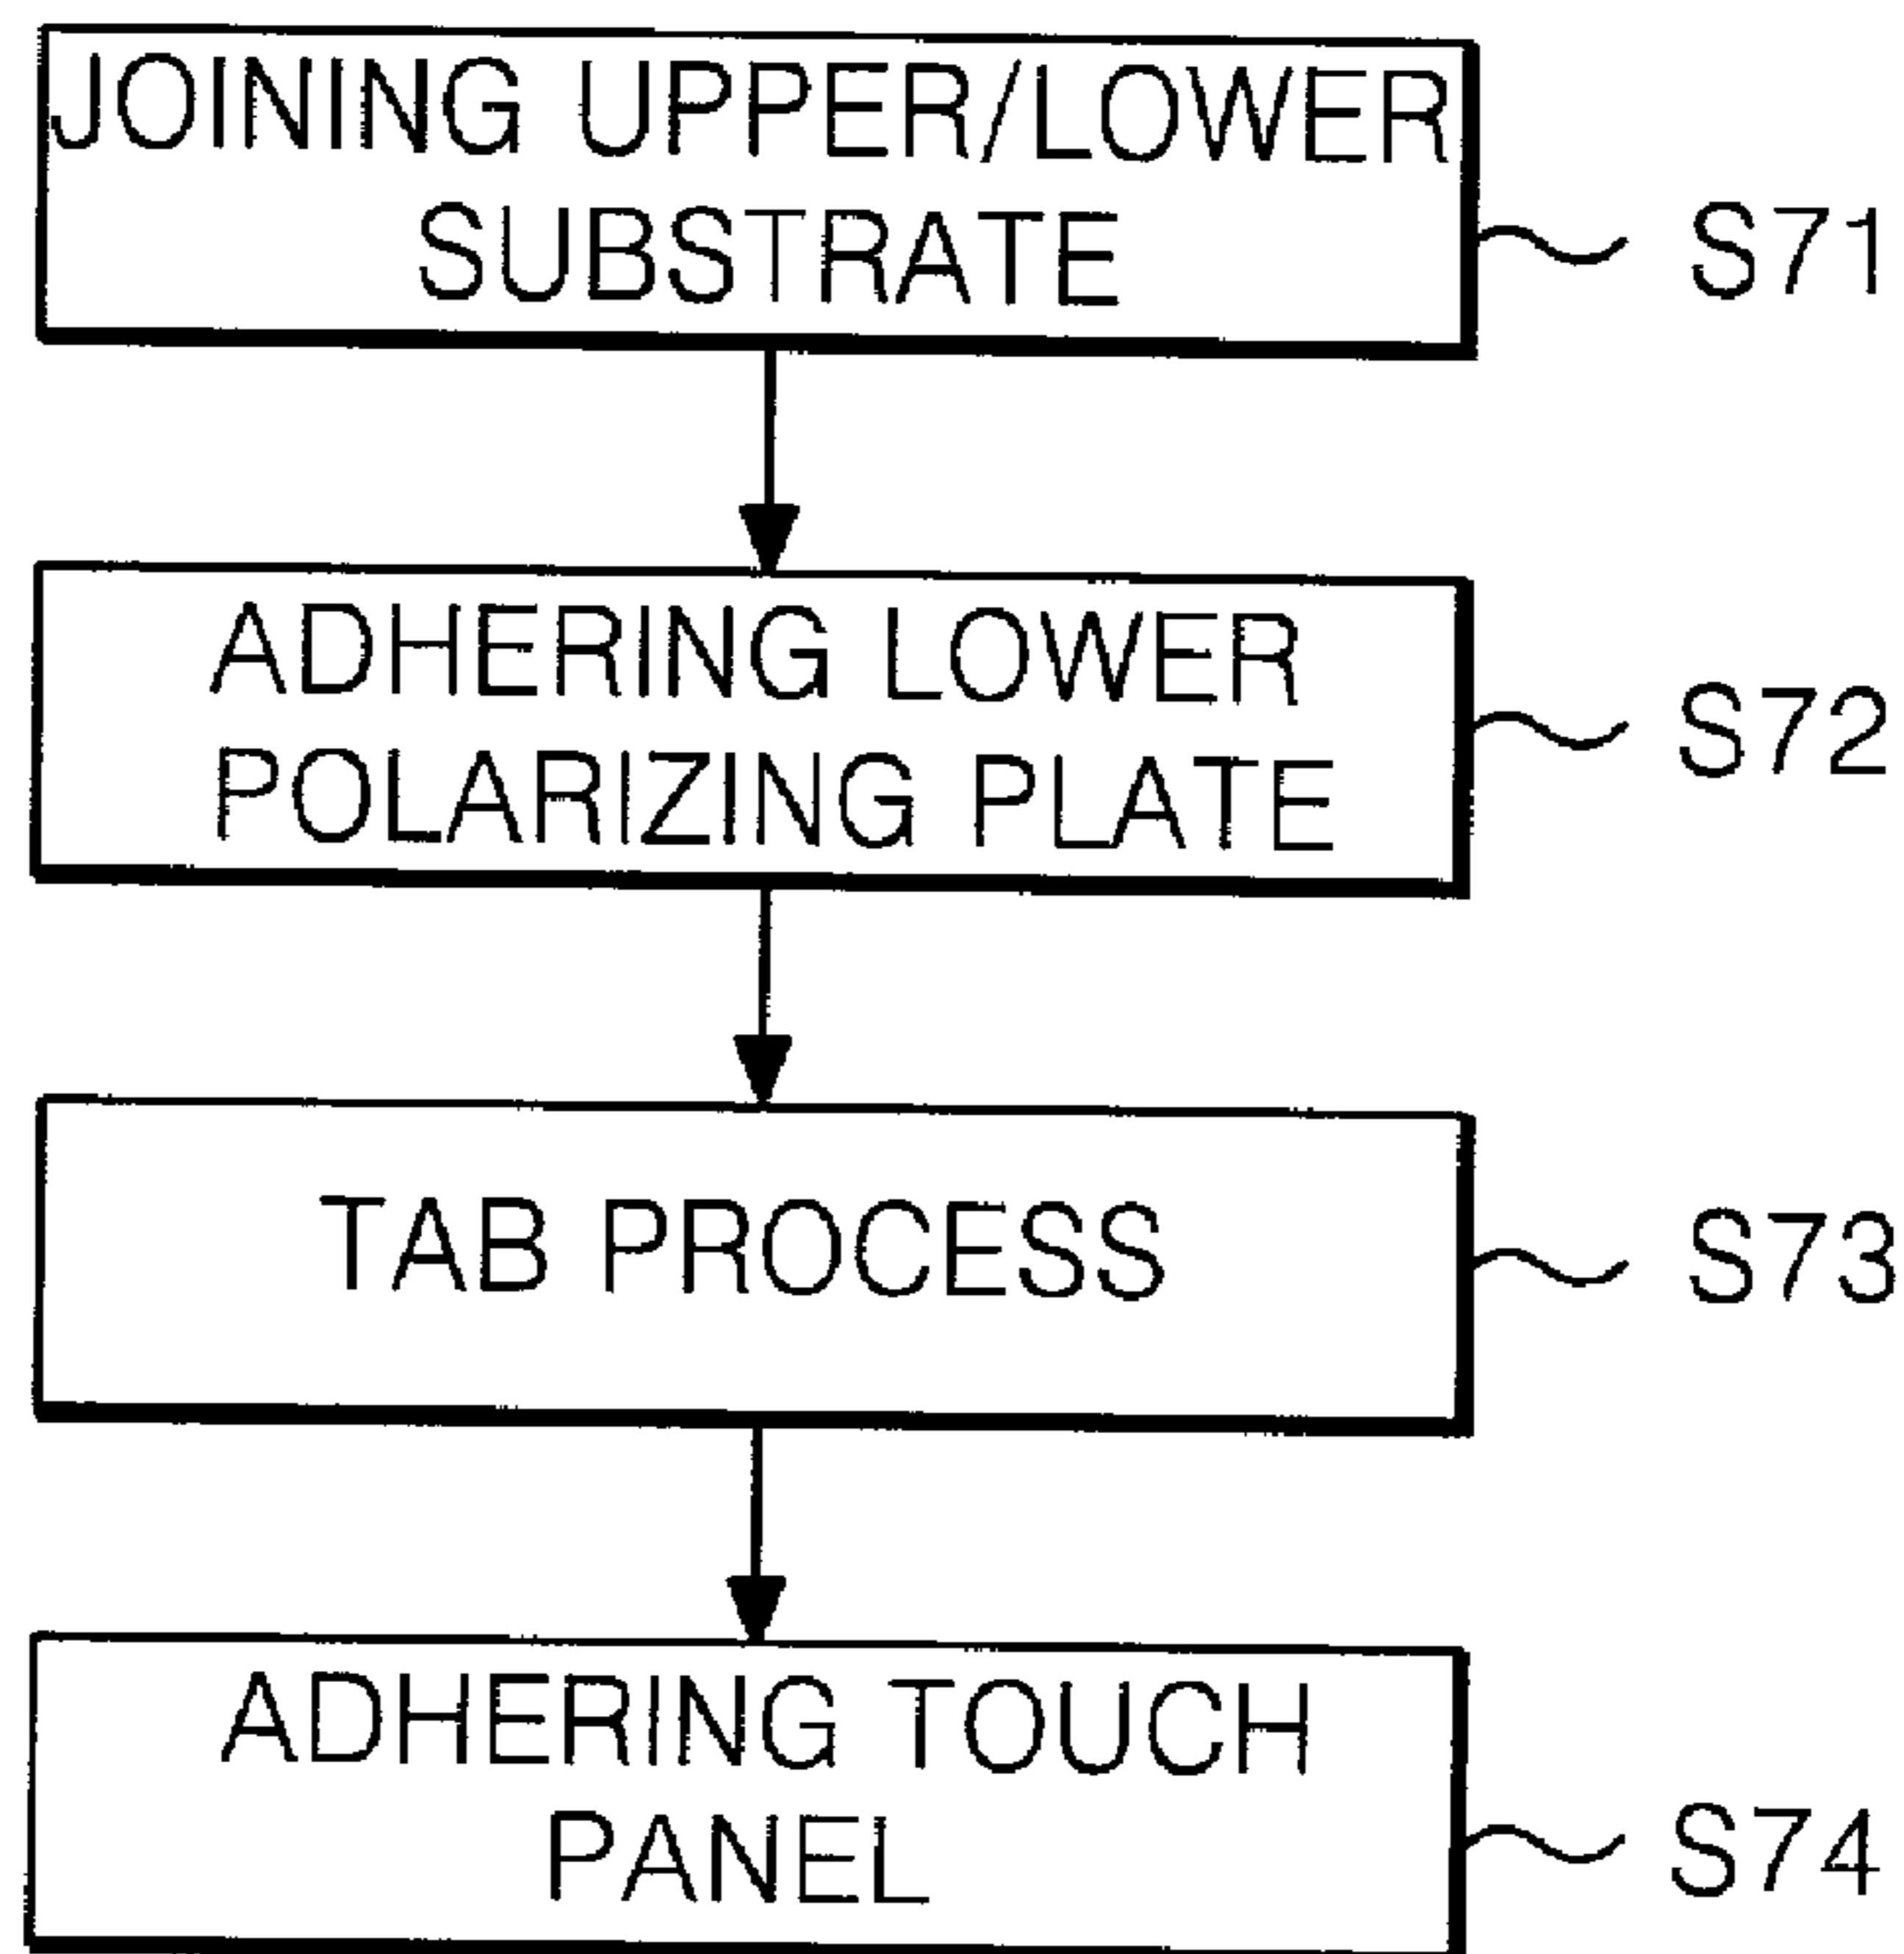 JOINING UPPER/LOWER
SUBSTRATE
S71
ADHERING LOWER
POLARIZING PLATE
S72
TAB PROCESS
S73
ADHERING TOUCH
PANEL
S74